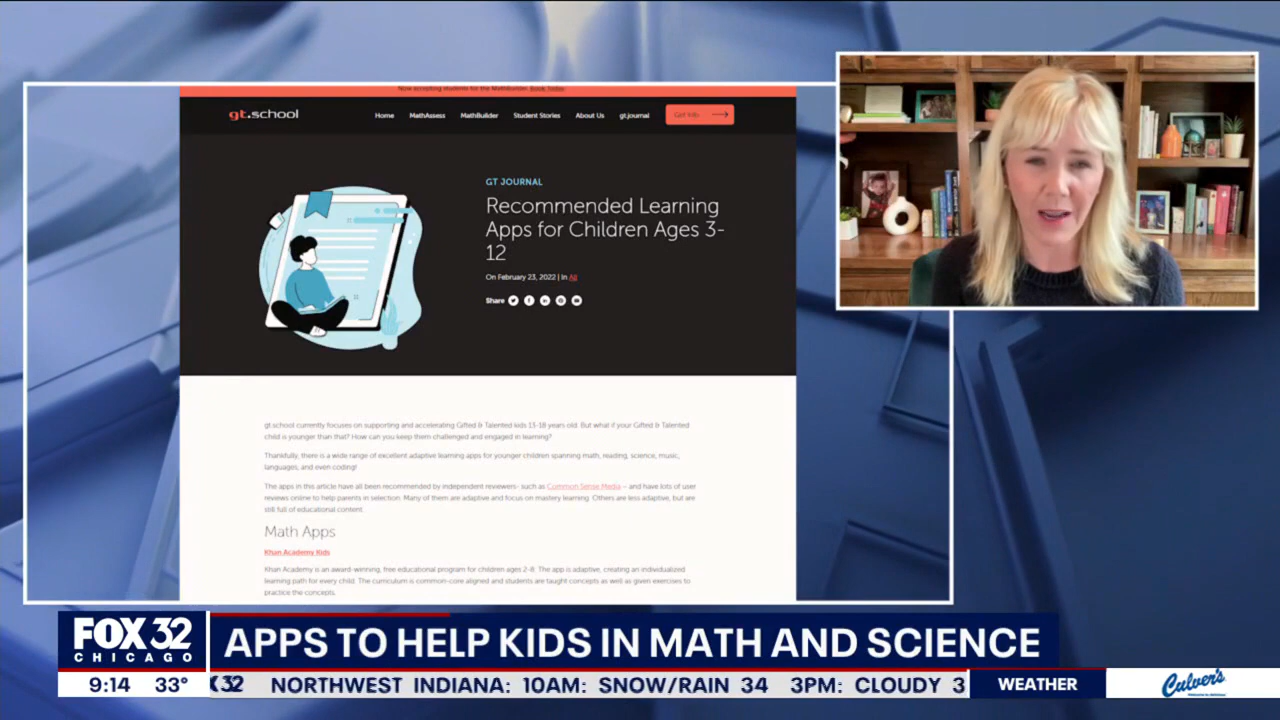 Now accepting students for the MathBuilder. Book Today
gt.school
Home MathAssess MathBuilder Student Stories About Us gt.journal Get Info
GT JOURNAL
Recommended Learning
Apps for Children Ages 3-
12
On February 23, 2022 | In All
Share
gt.school currently focuses on supporting and accelerating Gifted & Talented kids 13-18 years old. But what if your Gifted & Talented
child is younger than that? How can you keep them challenged and engaged in learning?
Thankfully, there is a wide range of excellent adaptive learning apps for younger children spanning math, reading, science, music,
languages, and even coding!
The apps in this article have all been recommended by independent reviewers- such as Common Sense Media – and have lots of user
reviews online to help parents in selection. Many of them are adaptive and focus on mastery learning. Others are less adaptive, but are
still full of educational content.
Math Apps
Khan Academy Kids
Khan Academy is an award-winning, free educational program for children ages 2-8. The app is adaptive, creating an individualized
learning path for every child. The curriculum is common-core aligned and students are taught concepts as well as given exercises to
practice the concepts.
FOX 32
CHICAGO
APPS TO HELP KIDS IN MATH AND SCIENCE
9:14 33° X 32 NORTHWEST INDIANA: 10AM: SNOW/RAIN 34 3PM: CLOUDY 3 WEATHER
Culver's